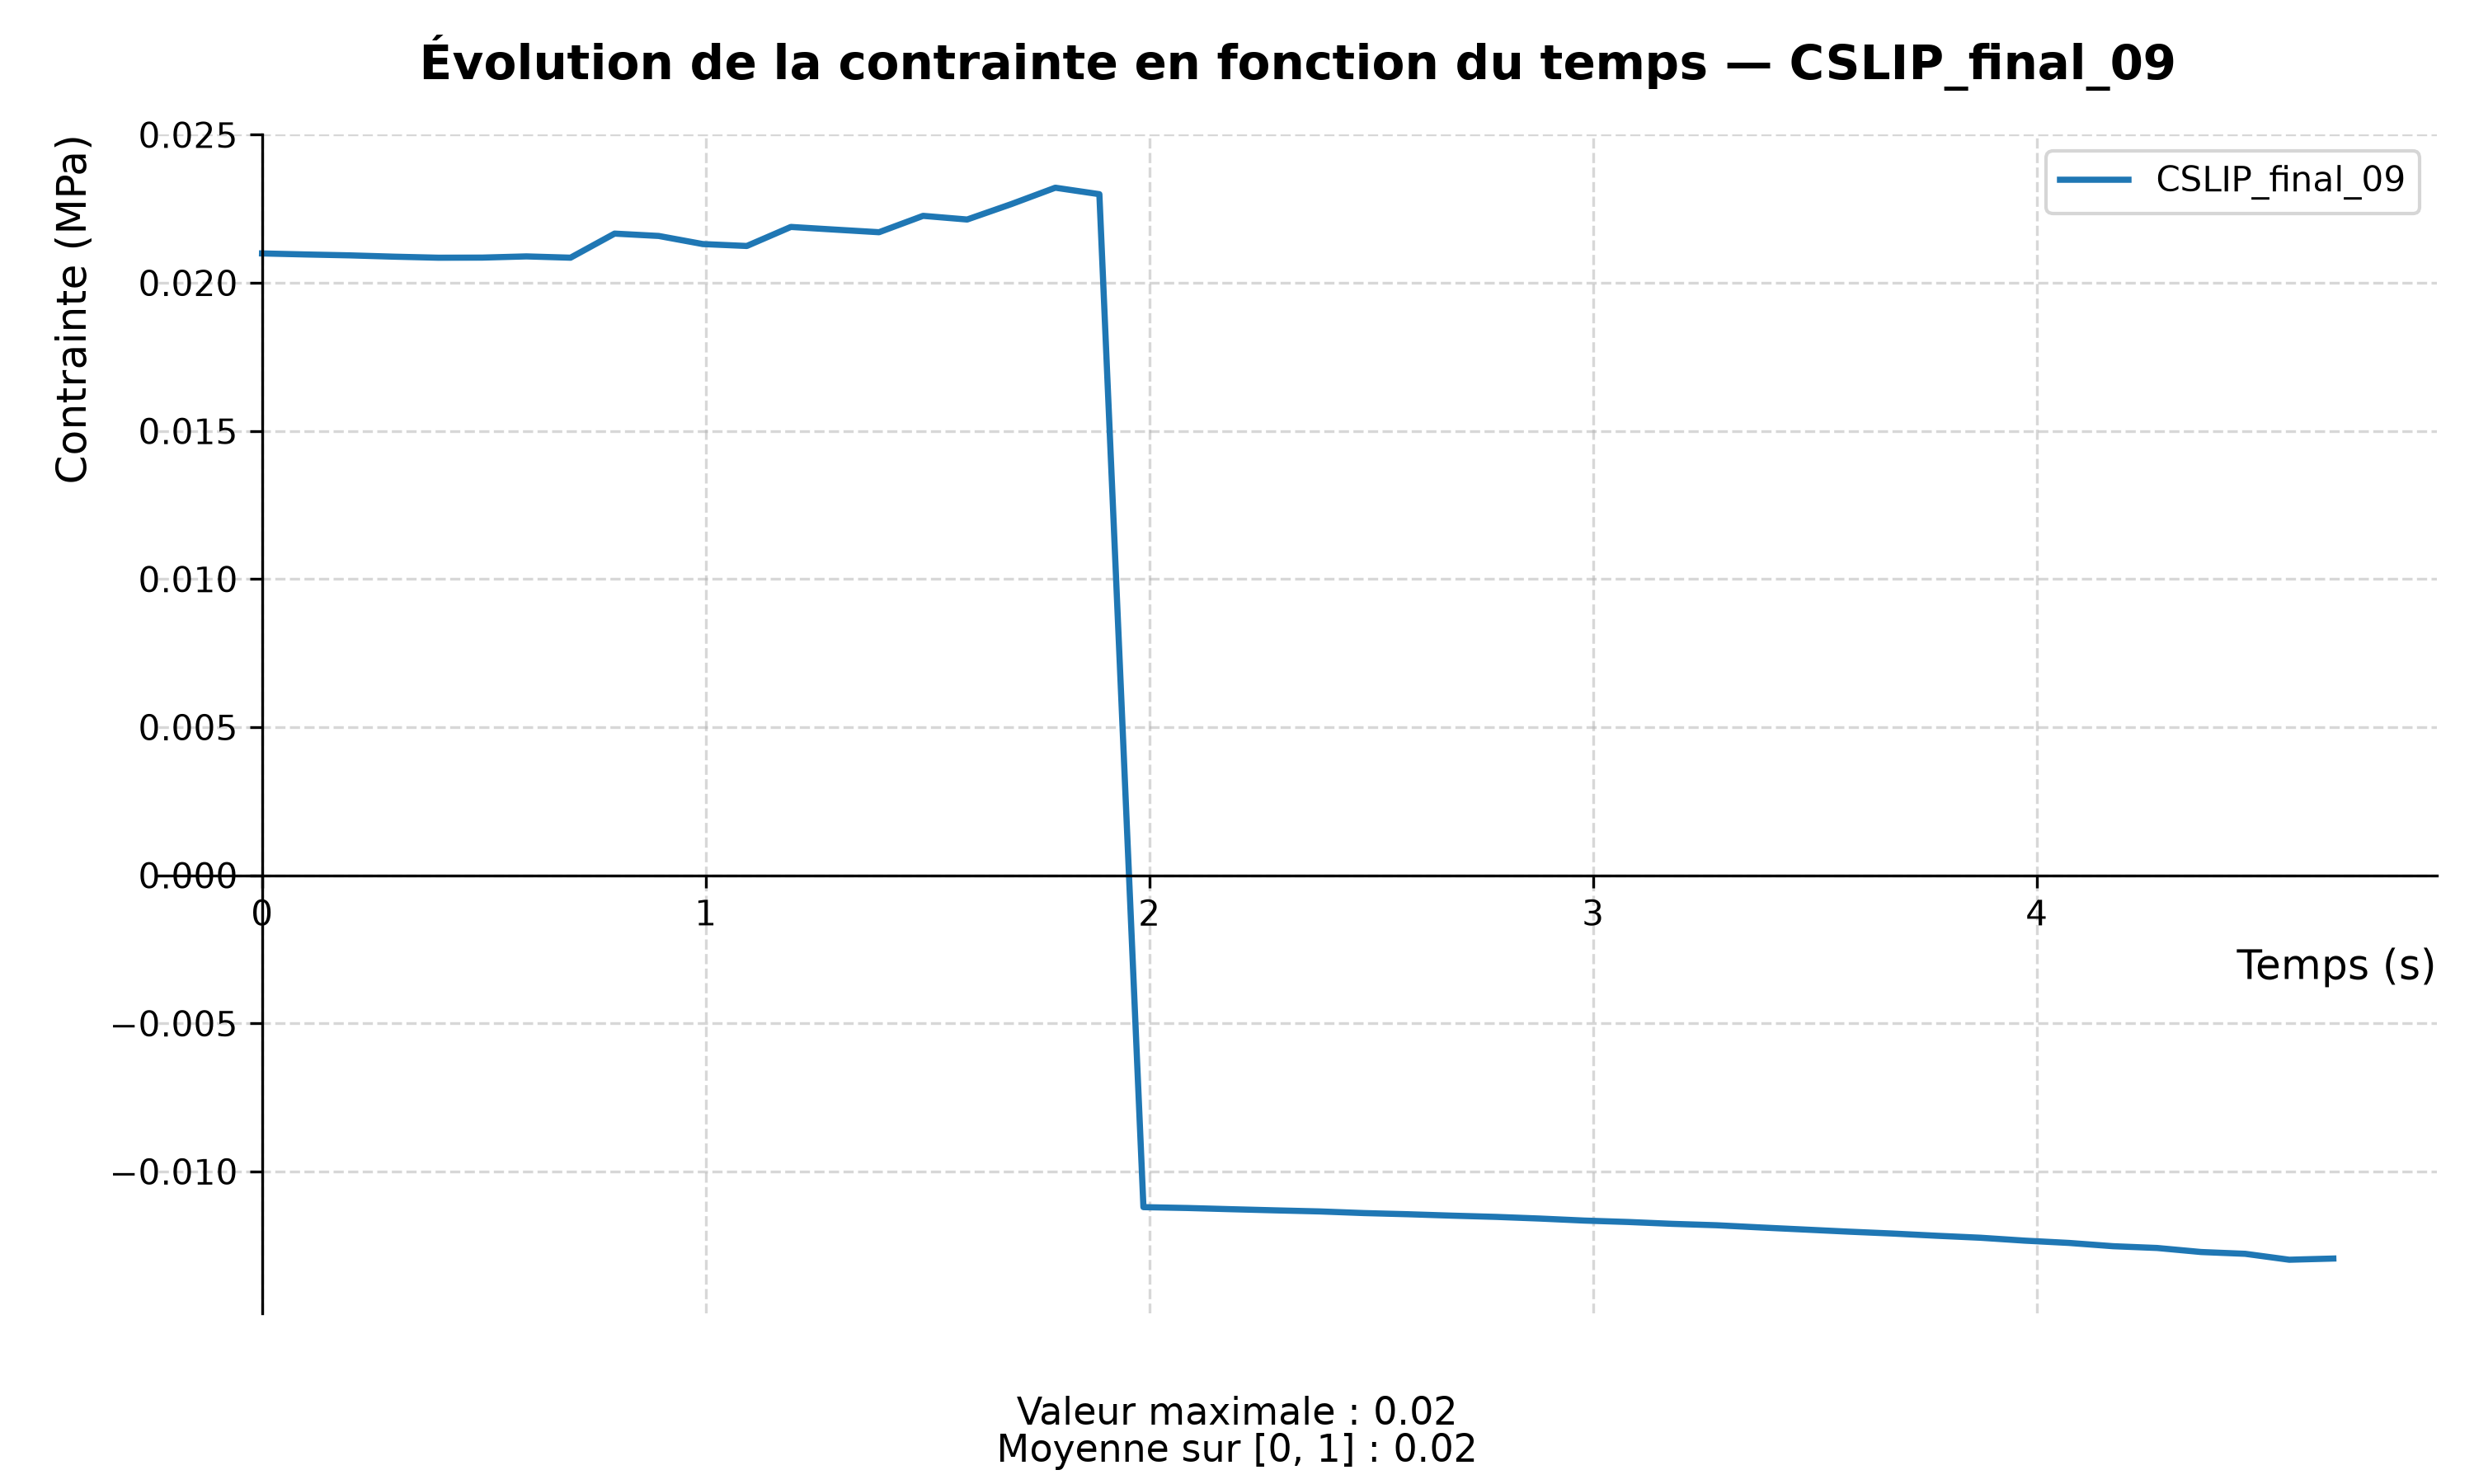 Évolution de la contrainte en fonction du temps — CSLIP_final_09
Contrainte (MPa)
0.025
0.020
0.015
0.010
0.005
0.000
−0.005
−0.010
CSLIP_final_09
0 1 2 3 4
Temps (s)
Valeur maximale : 0.02
Moyenne sur [0, 1] : 0.02